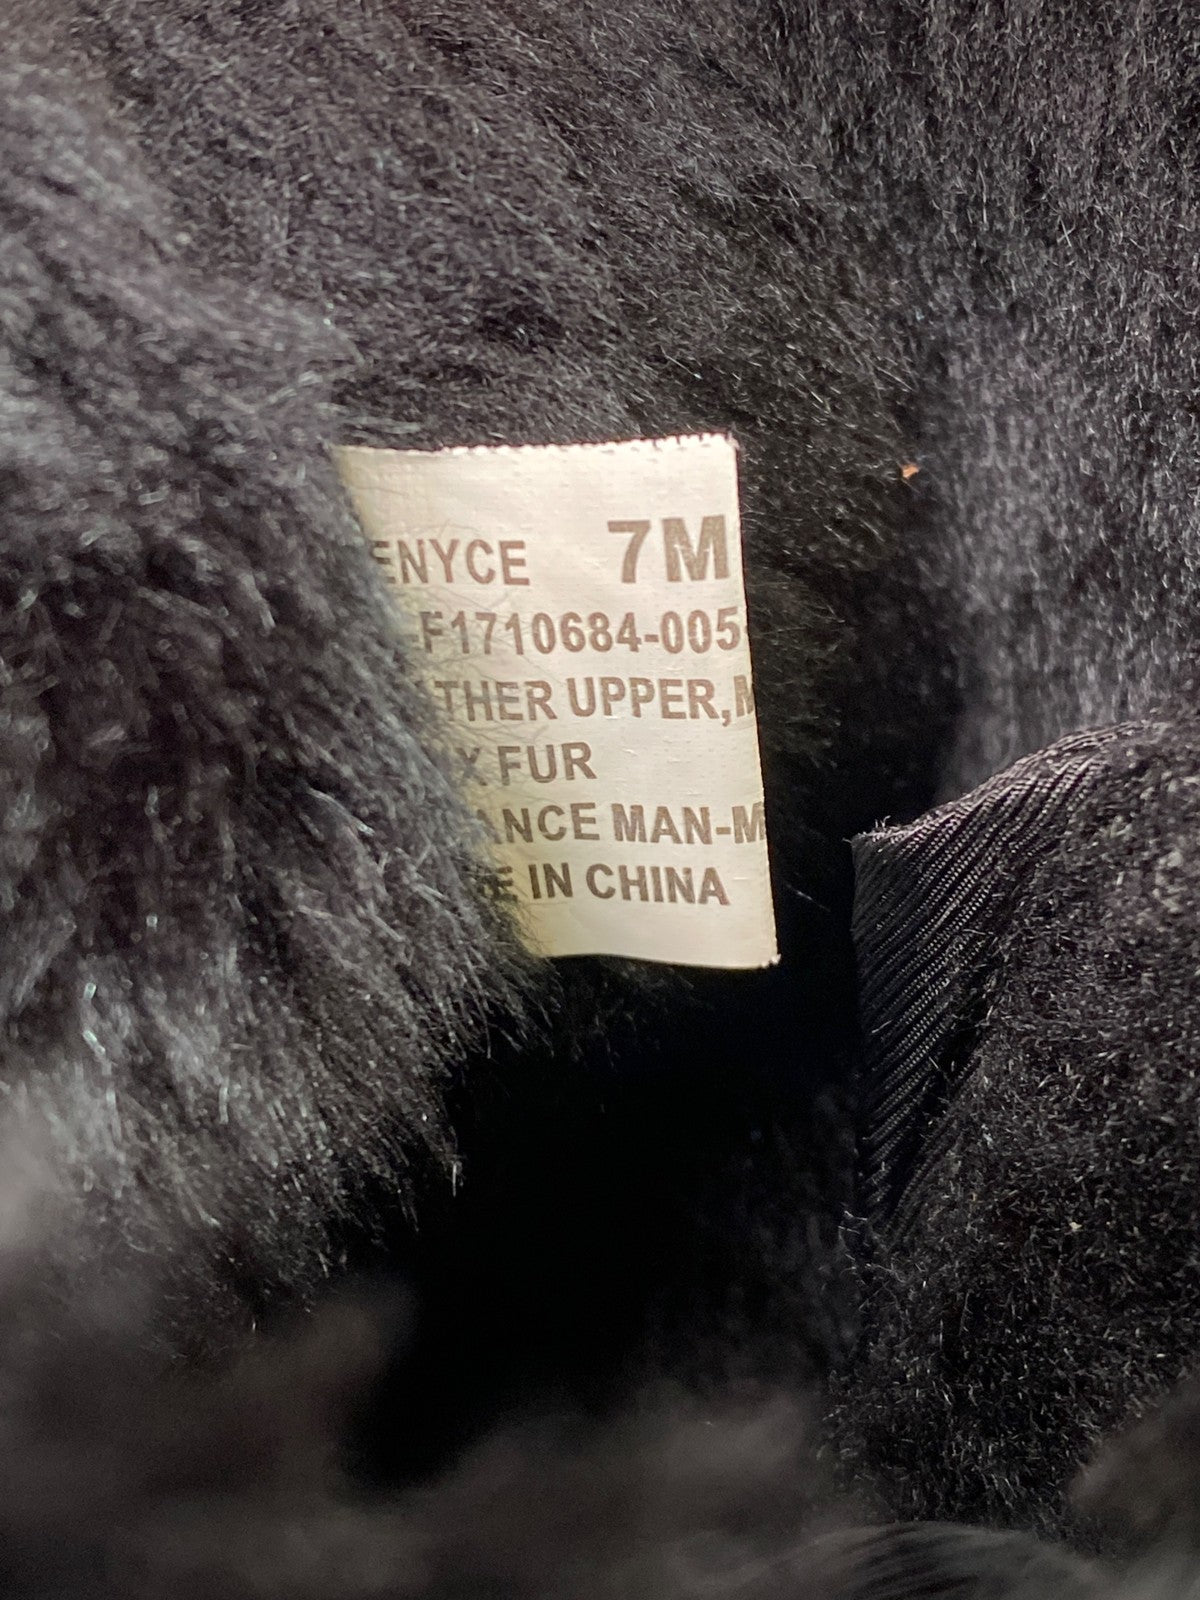 ENYCE 7M
-F1710684-005
THER UPPER,M
X FUR
ANCE MAN-M
E IN CHINA